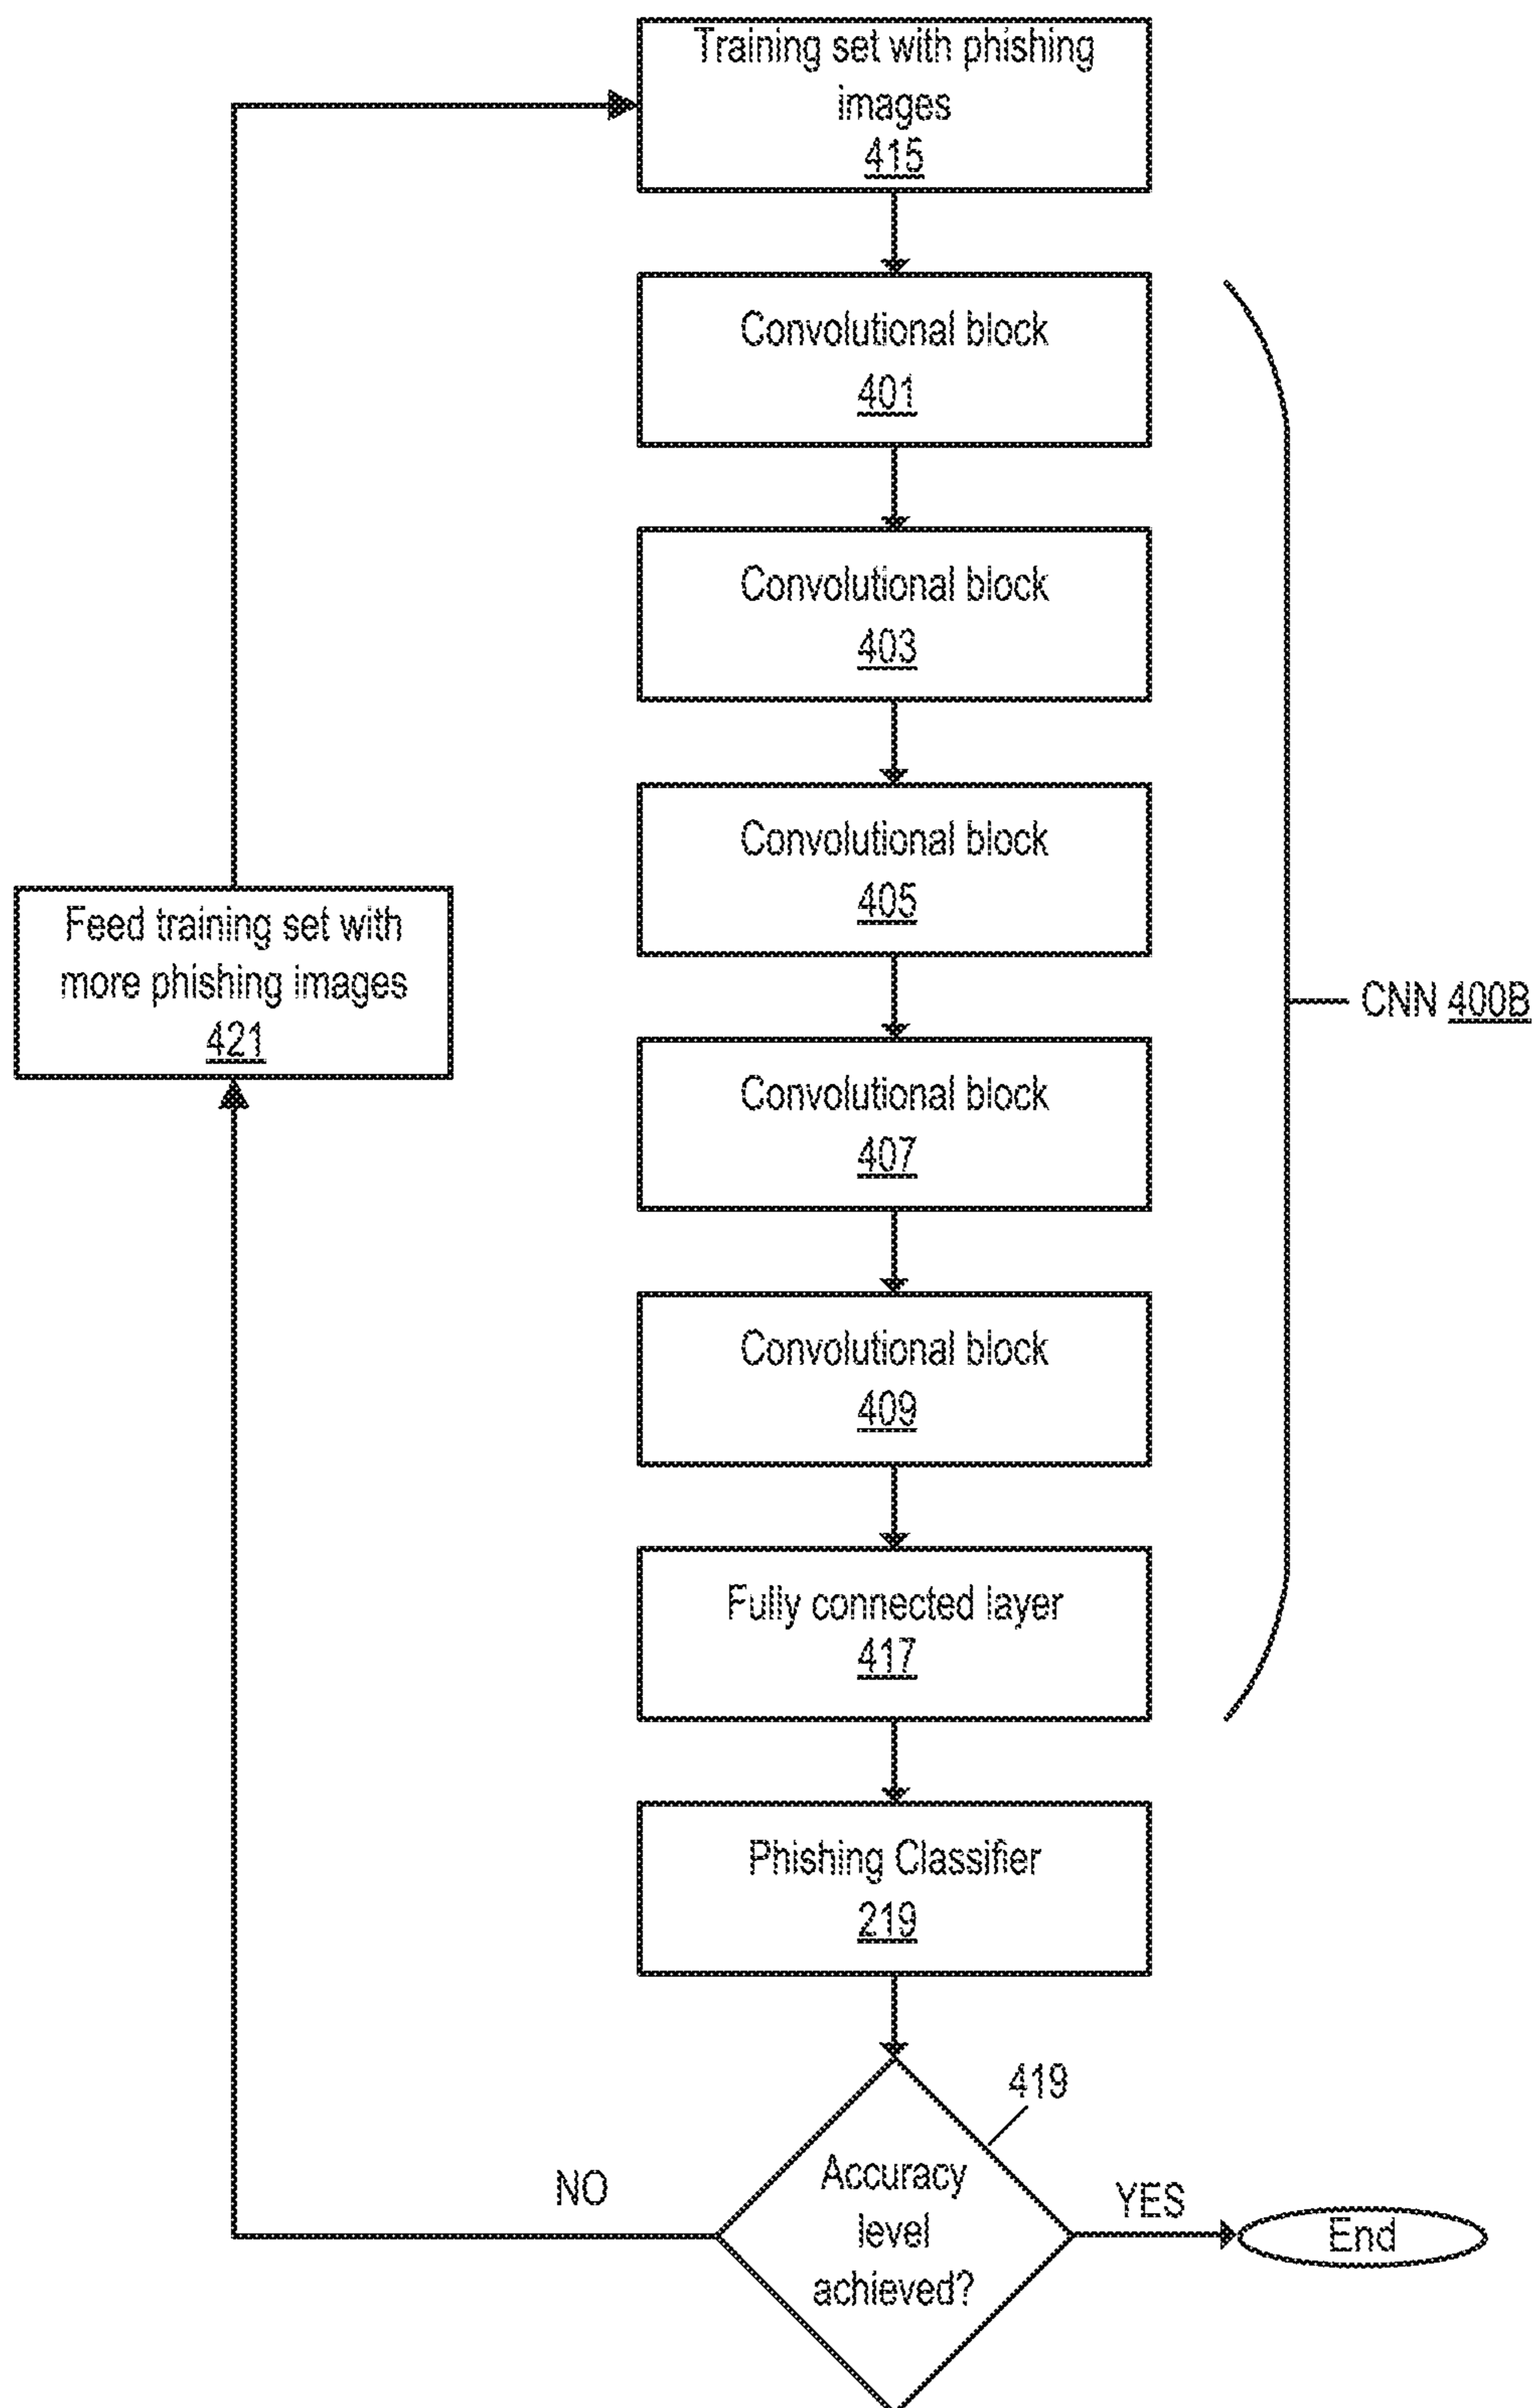 Training set with phishing
images
415
Convolutional block
401
Convolutional block
403
Convolutional block
405
Feed training set with
more phishing images
421
CNN 400B
Convolutional block
407
Convolutional block
409
Fully connected layer
417
Phishing Classifier
219
419
NO
Accuracy
level
achieved?
YES
End